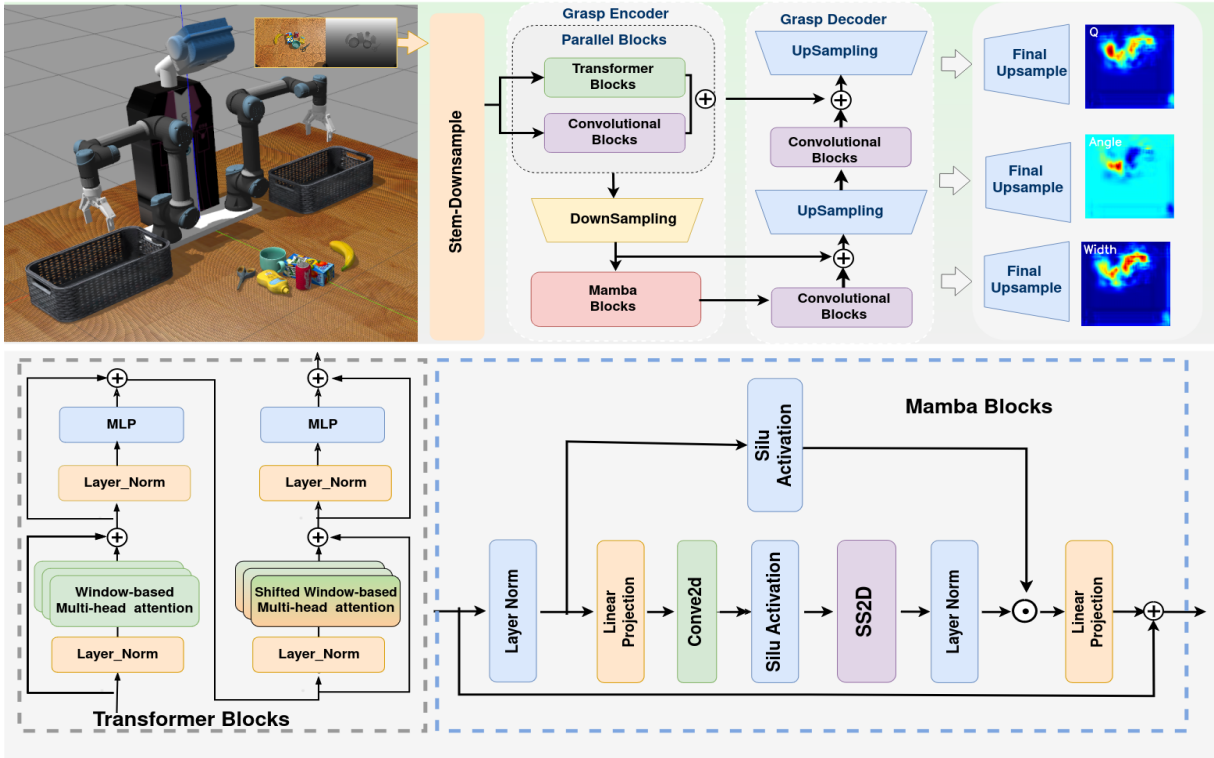 Stem-Downsample
Grasp Encoder
Parallel Blocks
Transformer
Blocks
Convolutional
Blocks
DownSampling
Mamba
Blocks
Grasp Decoder
UpSampling
Convolutional
Blocks
UpSampling
Convolutional
Blocks
Final
Upsample
Q
Final
Upsample
Angle
Final
Upsample
Width
MLP
Layer_Norm
Window-based
Multi-head attention
Layer_Norm
MLP
Layer_Norm
Shifted Window-based
Multi-head attention
Layer_Norm
Transformer Blocks
Mamba Blocks
Silu
Activation
Layer Norm
Linear
Projection
Conve2d
Silu Activation
SS2D
Layer Norm
Linear
Projection